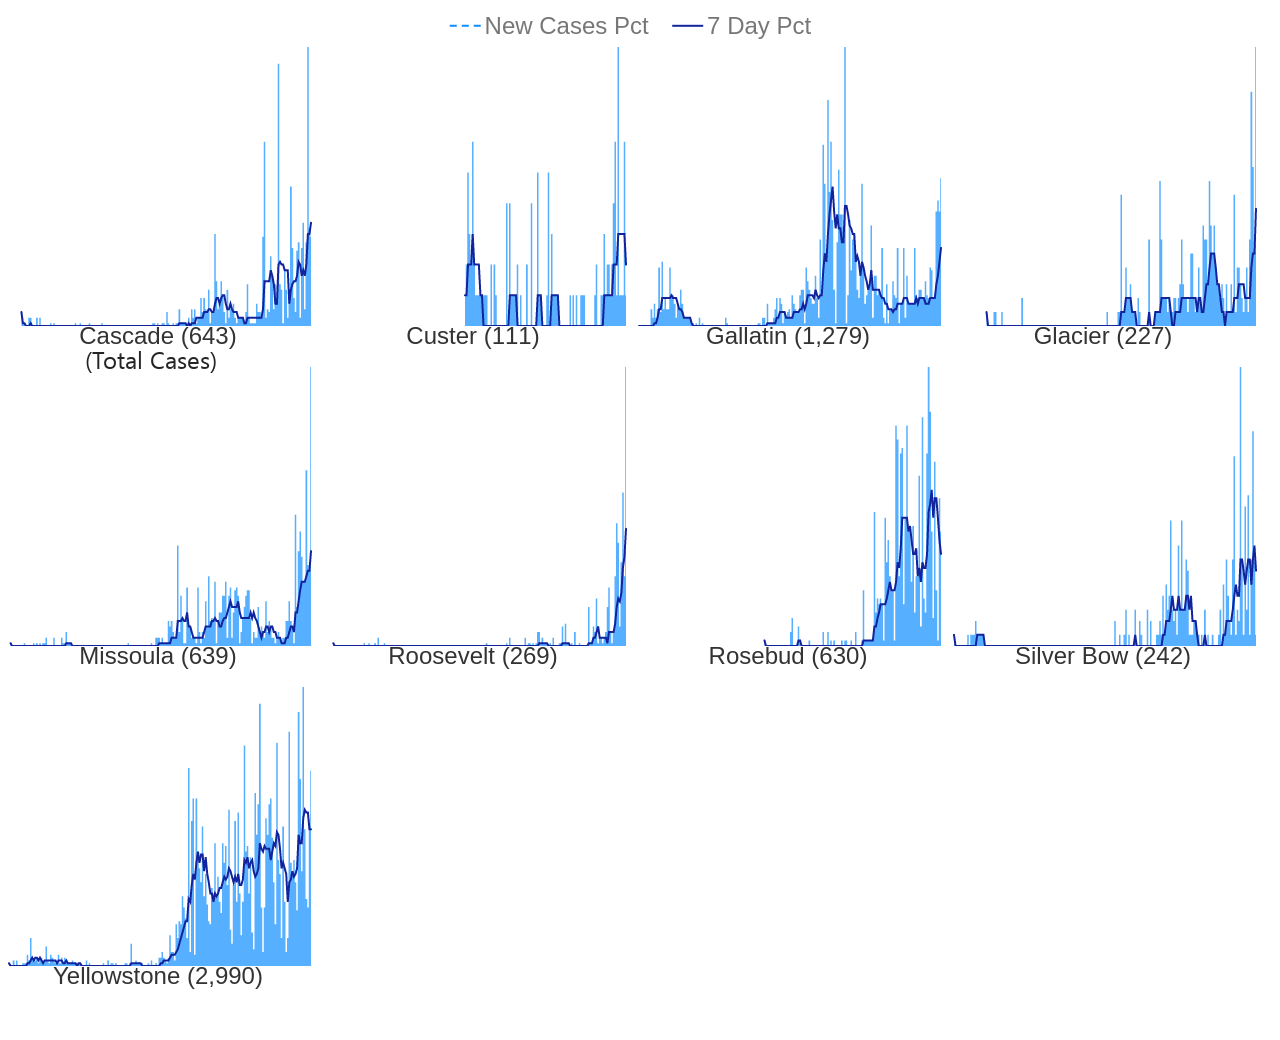 New Cases Pct 7 Day Pct
Cascade (643) Custer (111) Gallatin (1,279) Glacier (227)
(Total Cases)
Missoula (639) Roosevelt (269) Rosebud (630) Silver Bow (242)
Yellowstone (2,990)